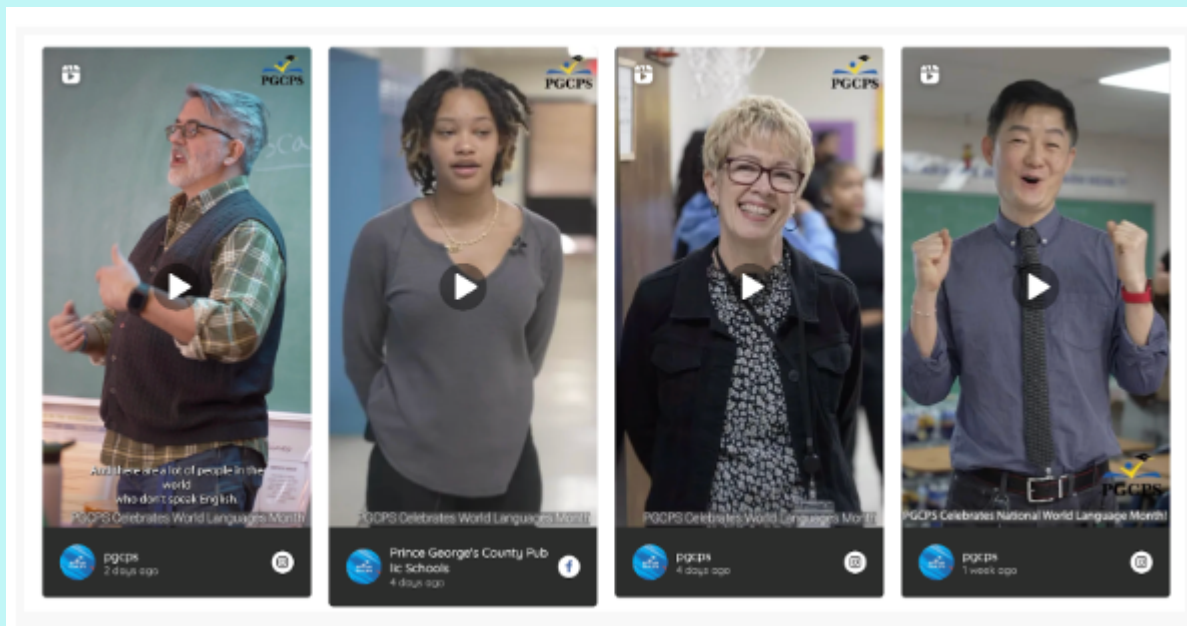 PGCPS
And there are a lot of people in the
world
who don't speak English.
PGCPS Celebrates World Languages Month
pgcps
2 days ago
PGCPS
PGCPS Celebrates World Languages Month
Prince George's County Pub
lic Schools
4 days ago
PGCPS
PGCPS Celebrates World Languages Month
pgcps
4 days ago
PGCPS
PGCPS Celebrates National World Language Month!
pgcps
1 week ago